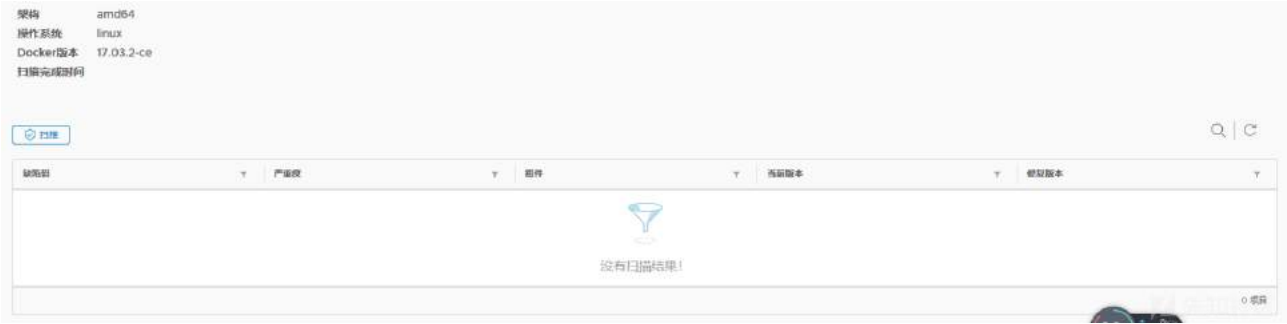 架构 amd64
操作系统 linux
Docker版本 17.03.2-ce
扫描完成时间
扫描
缺陷码 严重度 组件 当前版本 修复版本
没有扫描结果!
0 项目